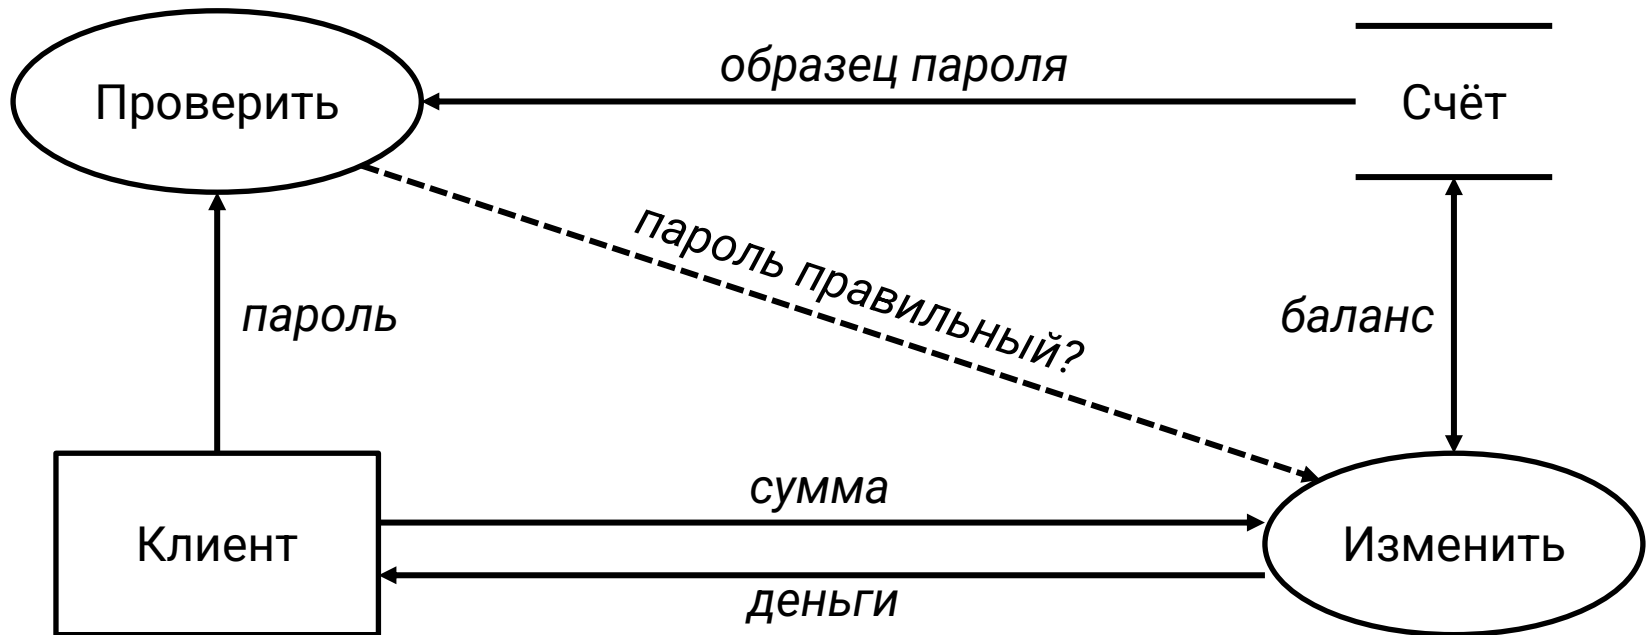 образец пароля
Проверить
Счёт
пароль правильный?
пароль
баланс
сумма
Клиент
Изменить
деньги